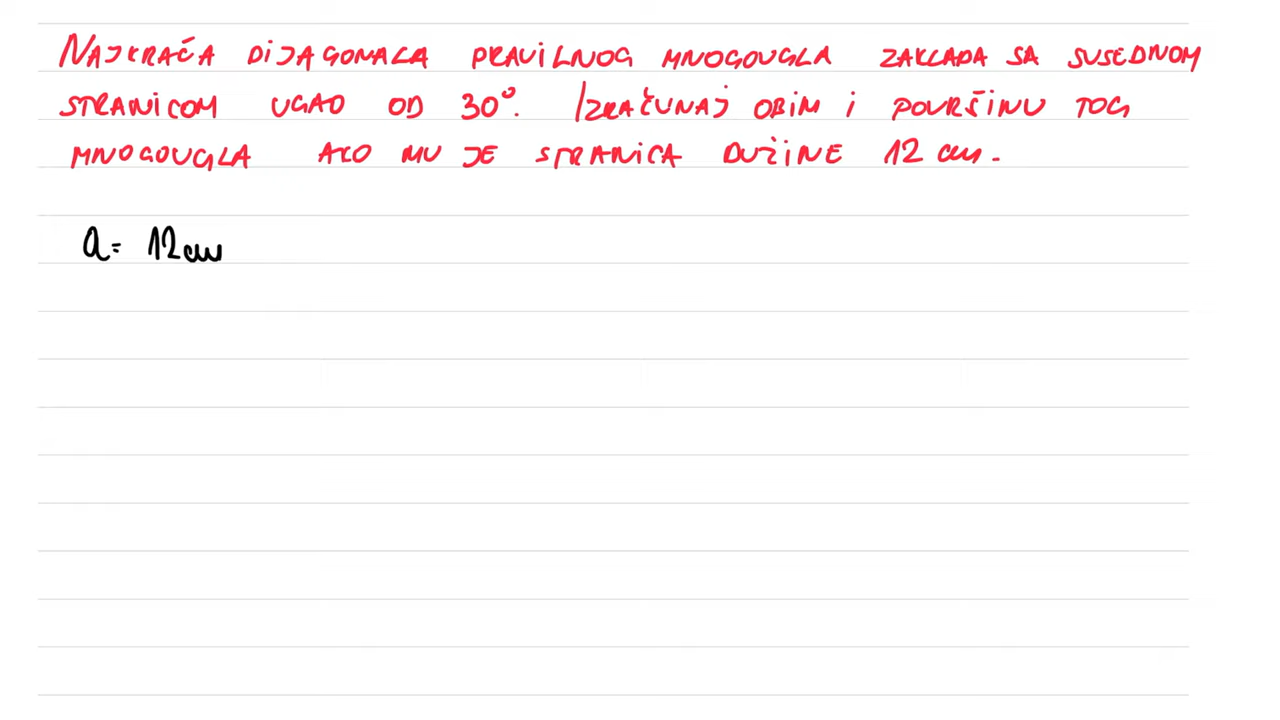 NAJKRAĆA DIJAGONALA PRAVILNOG MNOGOUGLA ZAKLADA SA SUSEDNOM
STRANICOM UGAO OD 30°. IZRAČUNAJ OBIM I POVRŠINU TOG
MNOGOUGLA AKO MU JE STRANICA DUŽINE 12 cm.
a = 12cm